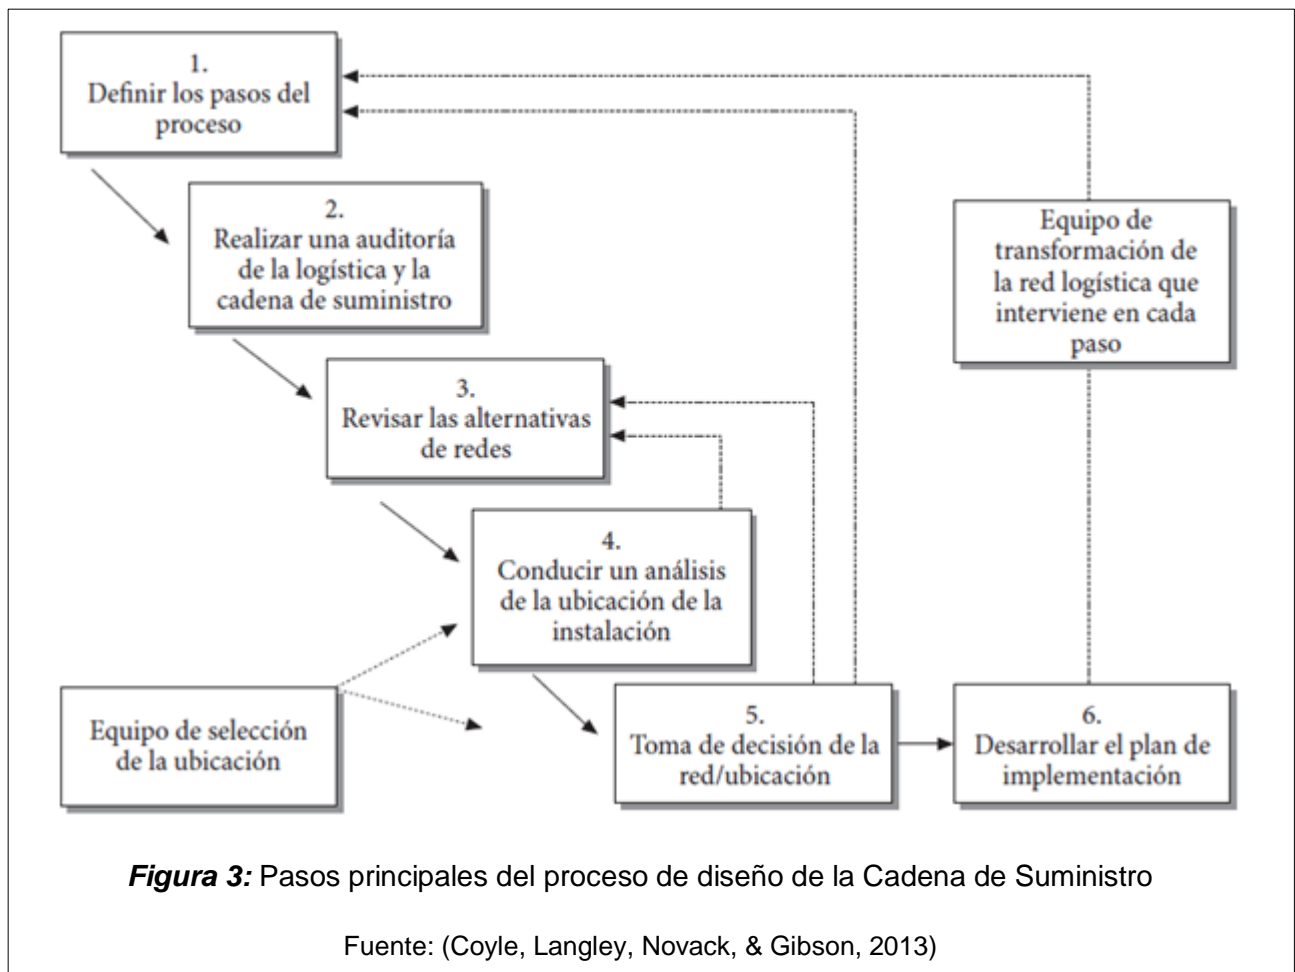 1.
Definir los pasos del
proceso
2.
Realizar una auditoría
de la logística y la
cadena de suministro
3.
Revisar las alternativas
de redes
4.
Conducir un análisis
de la ubicación de la
instalación
Equipo de
transformación de
la red logística que
interviene en cada
paso
Equipo de selección
de la ubicación
5.
Toma de decisión de la
red/ubicación
6.
Desarrollar el plan de
implementación
Figura 3: Pasos principales del proceso de diseño de la Cadena de Suministro
Fuente: (Coyle, Langley, Novack, & Gibson, 2013)